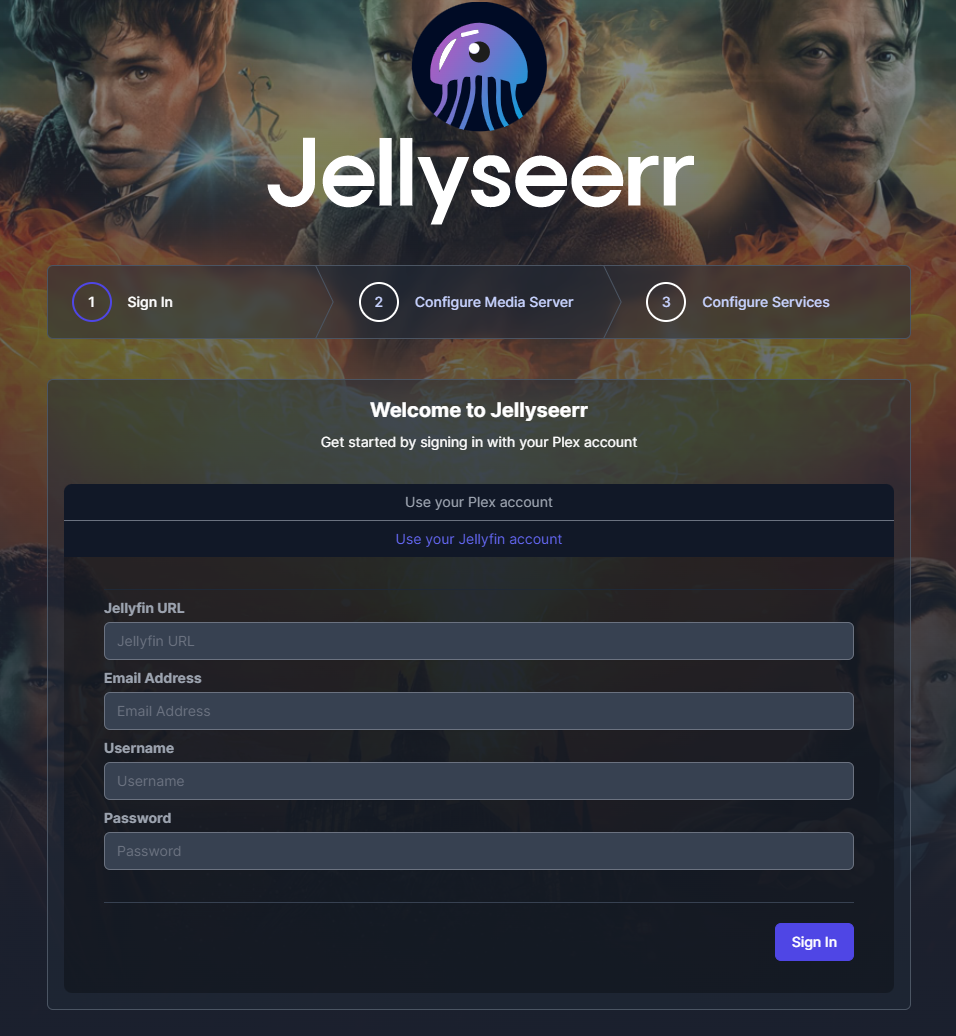 Jellyseerr
1 Sign In 2 Configure Media Server 3 Configure Services
Welcome to Jellyseerr
Get started by signing in with your Plex account
Use your Plex account
Use your Jellyfin account
Jellyfin URL
Jellyfin URL
Email Address
Email Address
Username
Username
Password
Password
Sign In